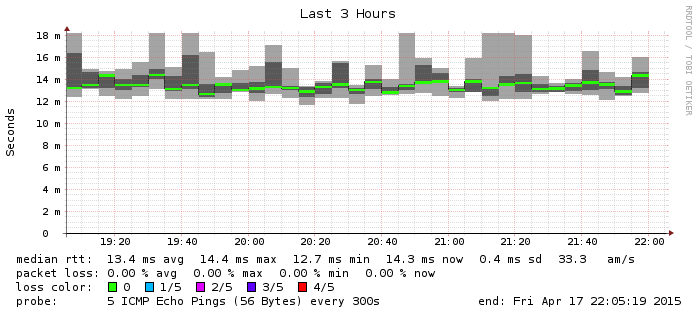 Last 3 Hours
RRDTOOL / TOBI OETIKER
Seconds
18 m
16 m
14 m
12 m
10 m
8 m
6 m
4 m
2 m
0
19:20 19:40 20:00 20:20 20:40 21:00 21:20 21:40 22:00
median rtt: 13.4 ms avg 14.4 ms max 12.7 ms min 14.3 ms now 0.4 ms sd 33.3 am/s
packet loss: 0.00 % avg 0.00 % max 0.00 % min 0.00 % now
loss color: 0 1/5 2/5 3/5 4/5
probe: 5 ICMP Echo Pings (56 Bytes) every 300s end: Fri Apr 17 22:05:19 2015